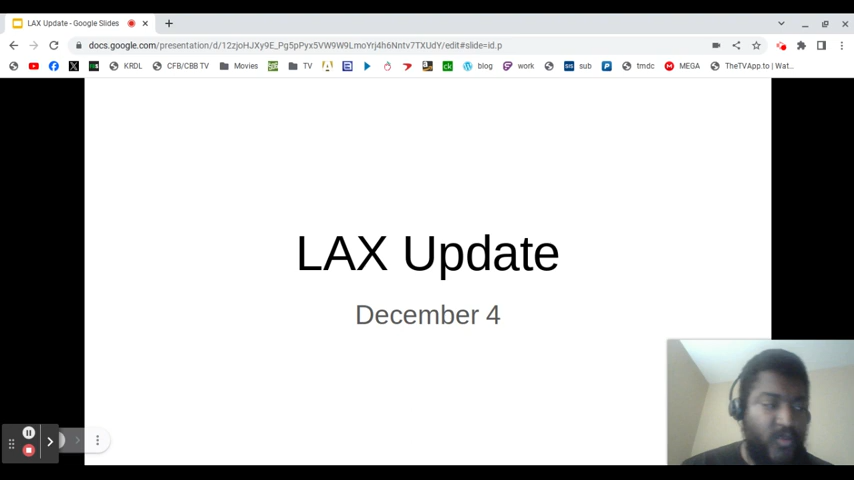 LAX Update - Google Slides
docs.google.com/presentation/d/12zjoHJXy9E_Pg5pPyx5VW9W9LmoYrj4h6Nntv7TXUdY/edit#slide=id.p
KRDL CFB/CBB TV Movies TV blog work SIS sub tmdc MEGA TheTVApp.to | Wat...
LAX Update
December 4